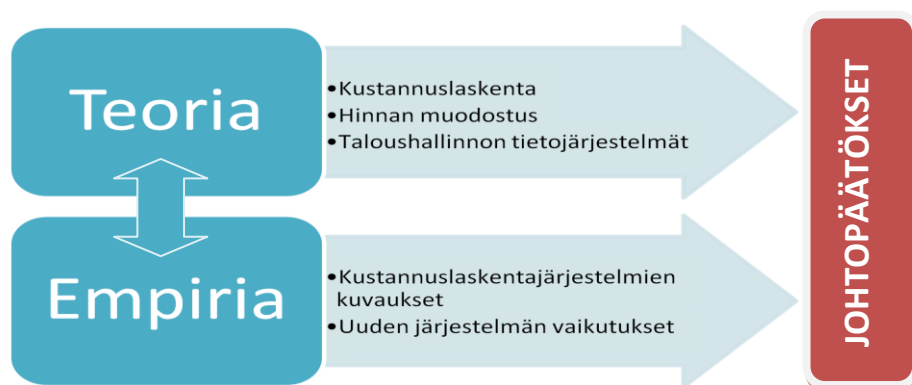 Teoria
•Kustannuslaskenta
•Hinnan muodostus
•Taloushallinnon tietojärjestelmät
Empiria
•Kustannuslaskentajärjestelmien
kuvaukset
•Uuden järjestelmän vaikutukset
JOHTOPÄÄTÖKSET